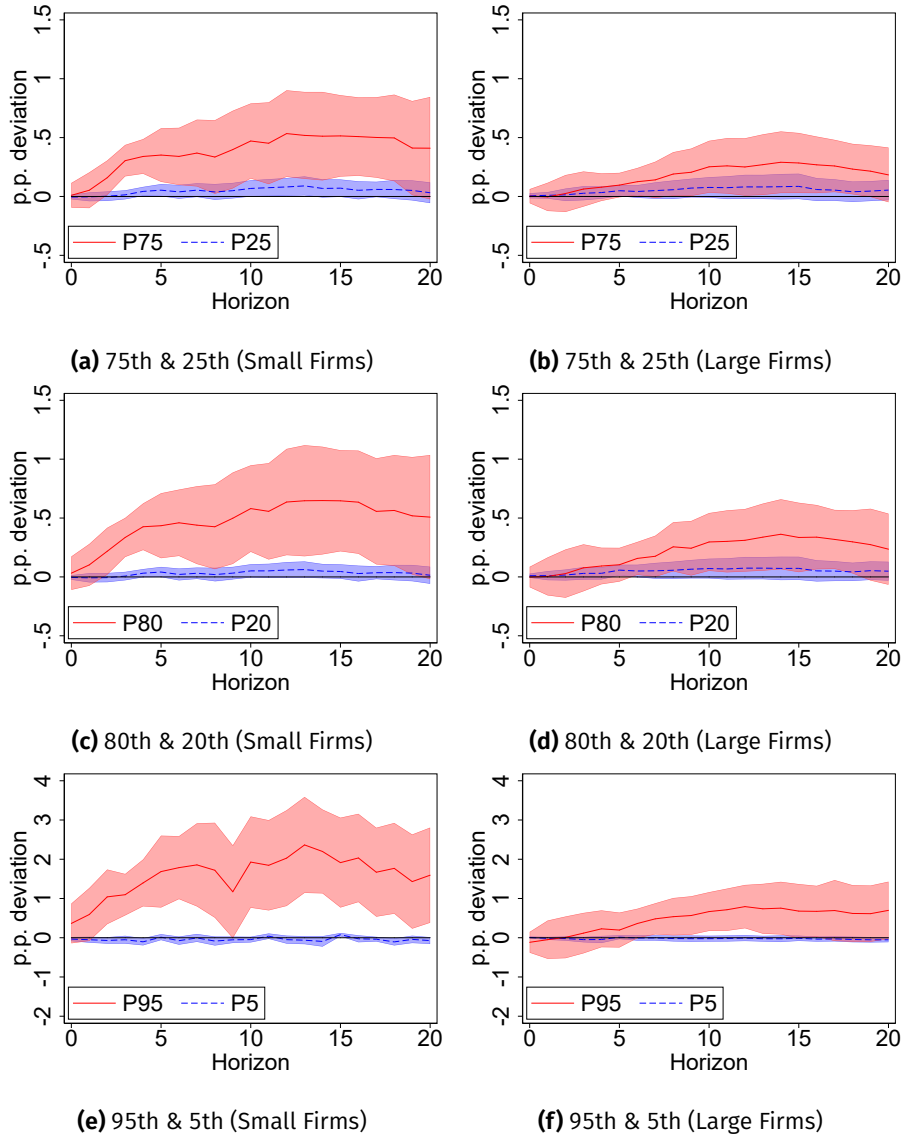 1.5
1
.5
0
-.5
p.p. deviation
P75 P25
0 5 10 15 20
Horizon
(a) 75th & 25th (Small Firms)
1.5
1
.5
0
-.5
p.p. deviation
P75 P25
0 5 10 15 20
Horizon
(b) 75th & 25th (Large Firms)
1.5
1
.5
0
-.5
p.p. deviation
P80 P20
0 5 10 15 20
Horizon
(c) 80th & 20th (Small Firms)
1.5
1
.5
0
-.5
p.p. deviation
P80 P20
0 5 10 15 20
Horizon
(d) 80th & 20th (Large Firms)
4
3
2
1
0
-1
-2
p.p. deviation
P95 P5
0 5 10 15 20
Horizon
(e) 95th & 5th (Small Firms)
4
3
2
1
0
-1
-2
p.p. deviation
P95 P5
0 5 10 15 20
Horizon
(f) 95th & 5th (Large Firms)